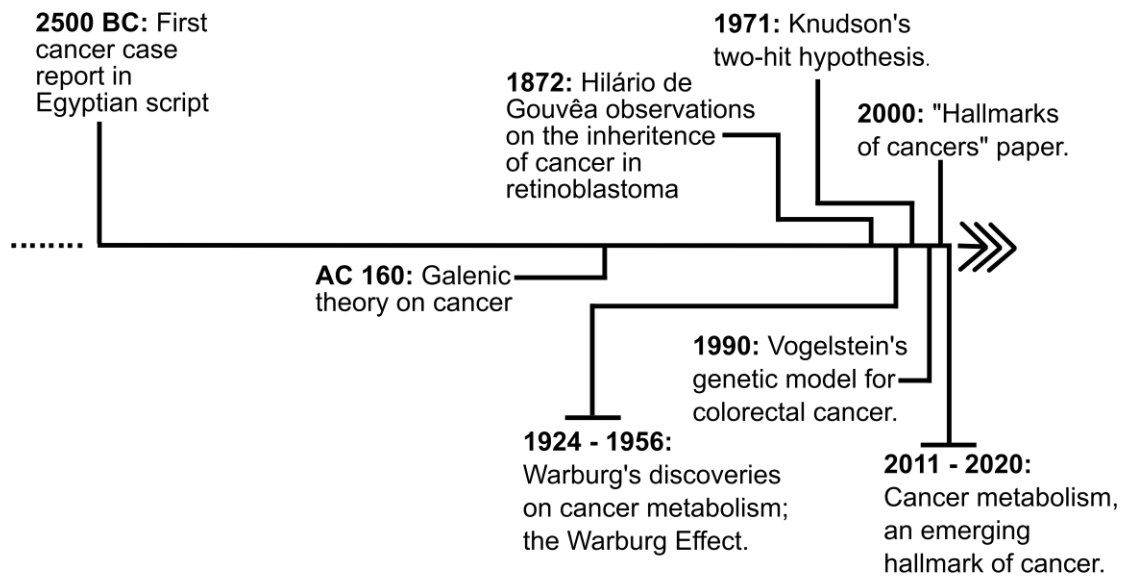 2500 BC: First
cancer case
report in
Egyptian script
1872: Hilário de
Gouvêa observations
on the inheritence
of cancer in
retinoblastoma
1971: Knudson's
two-hit hypothesis.
2000: "Hallmarks
of cancers" paper.
AC 160: Galenic
theory on cancer
1924 - 1956:
Warburg's discoveries
on cancer metabolism;
the Warburg Effect.
1990: Vogelstein's
genetic model for
colorectal cancer.
2011 - 2020:
Cancer metabolism,
an emerging
hallmark of cancer.